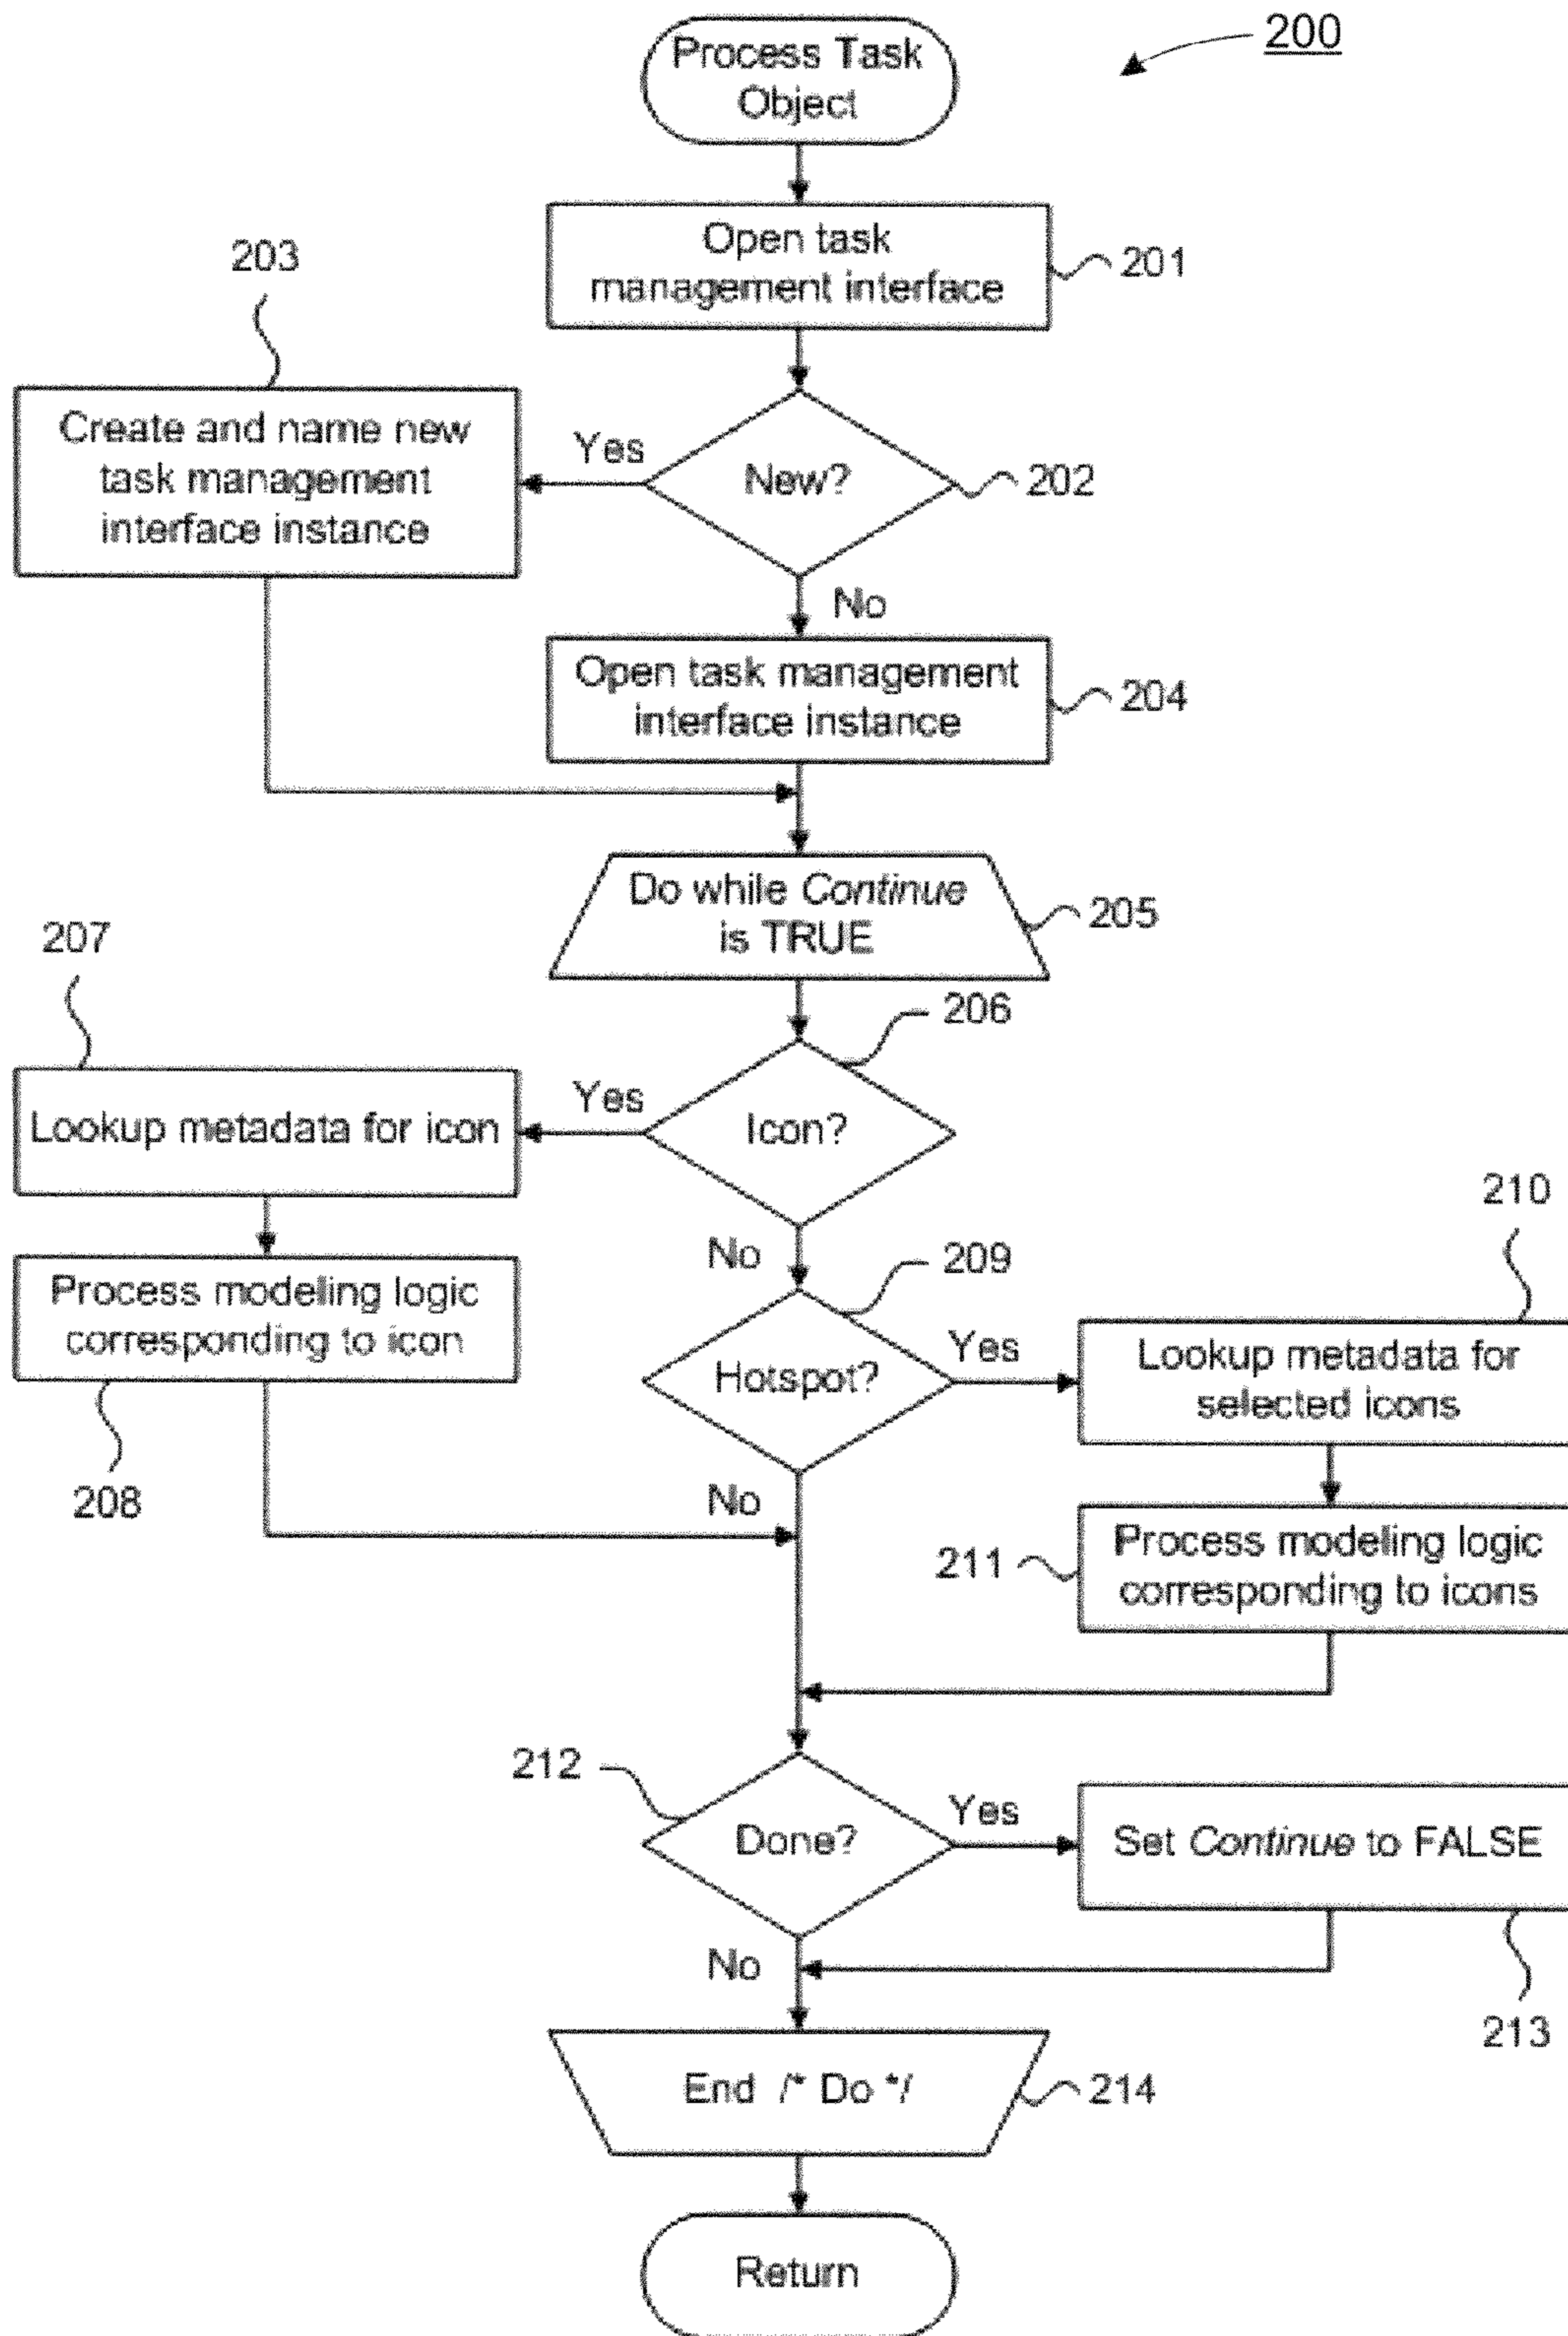 200
Process Task
Object
Open task
management interface
201
203
Create and name new
task management
interface instance
Yes
New?
202
No
Open task management
interface instance
204
Do while Continue
is TRUE
205
206
207
Lookup metadata for icon
Yes
Icon?
No
Process modeling logic
corresponding to icon
208
209
Hotspot?
Yes
210
Lookup metadata for
selected icons
No
211
Process modeling logic
corresponding to icons
212
Done?
Yes
Set Continue to FALSE
213
No
End /* Do */
214
Return